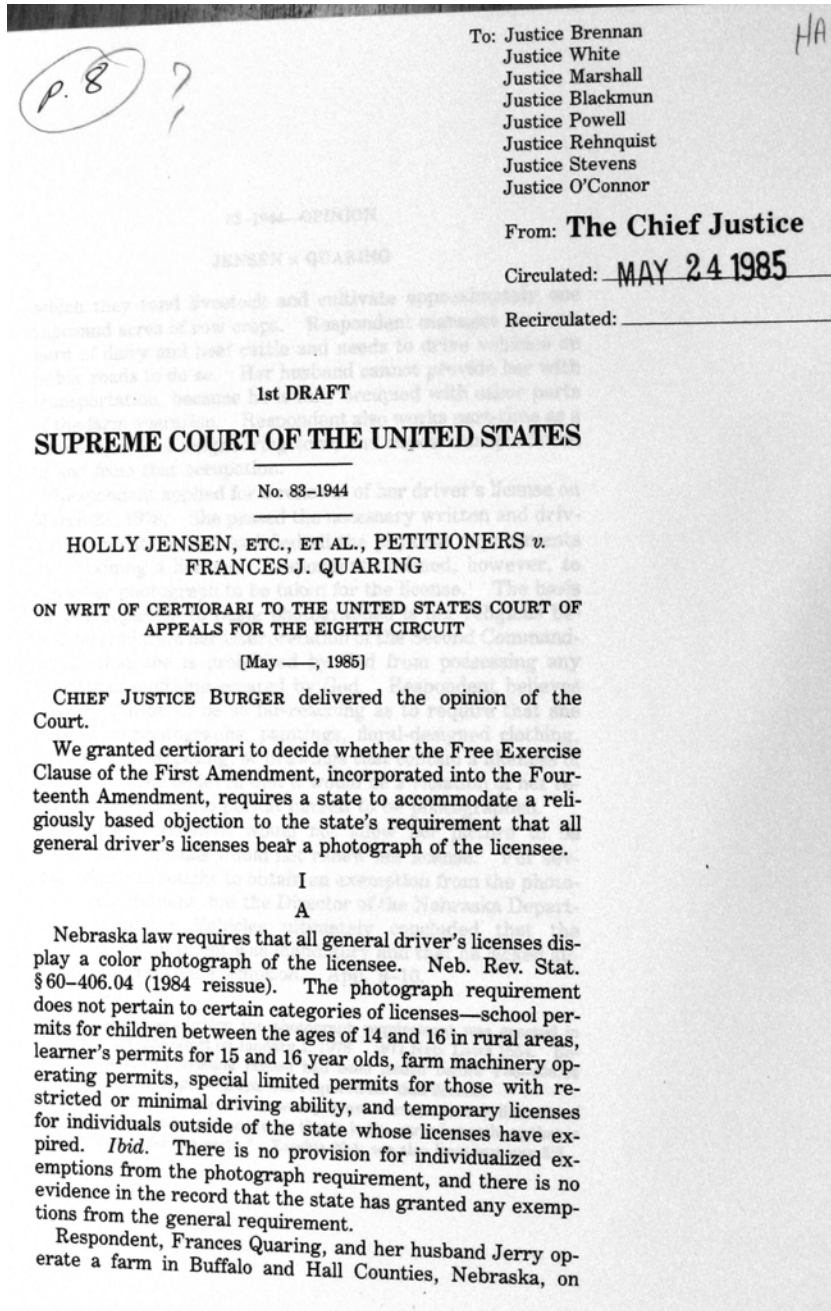 p. 8 ?
HA
To: Justice Brennan
Justice White
Justice Marshall
Justice Blackmun
Justice Powell
Justice Rehnquist
Justice Stevens
Justice O'Connor
From: The Chief Justice
Circulated: MAY 24 1985
Recirculated:
1st DRAFT
SUPREME COURT OF THE UNITED STATES
No. 83–1944
HOLLY JENSEN, ETC., ET AL., PETITIONERS v.
FRANCES J. QUARING
ON WRIT OF CERTIORARI TO THE UNITED STATES COURT OF
APPEALS FOR THE EIGHTH CIRCUIT
[May —, 1985]
CHIEF JUSTICE BURGER delivered the opinion of the
Court.
We granted certiorari to decide whether the Free Exercise
Clause of the First Amendment, incorporated into the Four-
teenth Amendment, requires a state to accommodate a reli-
giously based objection to the state's requirement that all
general driver's licenses bear a photograph of the licensee.
I
A
Nebraska law requires that all general driver's licenses dis-
play a color photograph of the licensee. Neb. Rev. Stat.
§ 60–406.04 (1984 reissue). The photograph requirement
does not pertain to certain categories of licenses—school per-
mits for children between the ages of 14 and 16 in rural areas,
learner's permits for 15 and 16 year olds, farm machinery op-
erating permits, special limited permits for those with re-
stricted or minimal driving ability, and temporary licenses
for individuals outside of the state whose licenses have ex-
pired. Ibid. There is no provision for individualized ex-
emptions from the photograph requirement, and there is no
evidence in the record that the state has granted any exemp-
tions from the general requirement.
Respondent, Frances Quaring, and her husband Jerry op-
erate a farm in Buffalo and Hall Counties, Nebraska, on